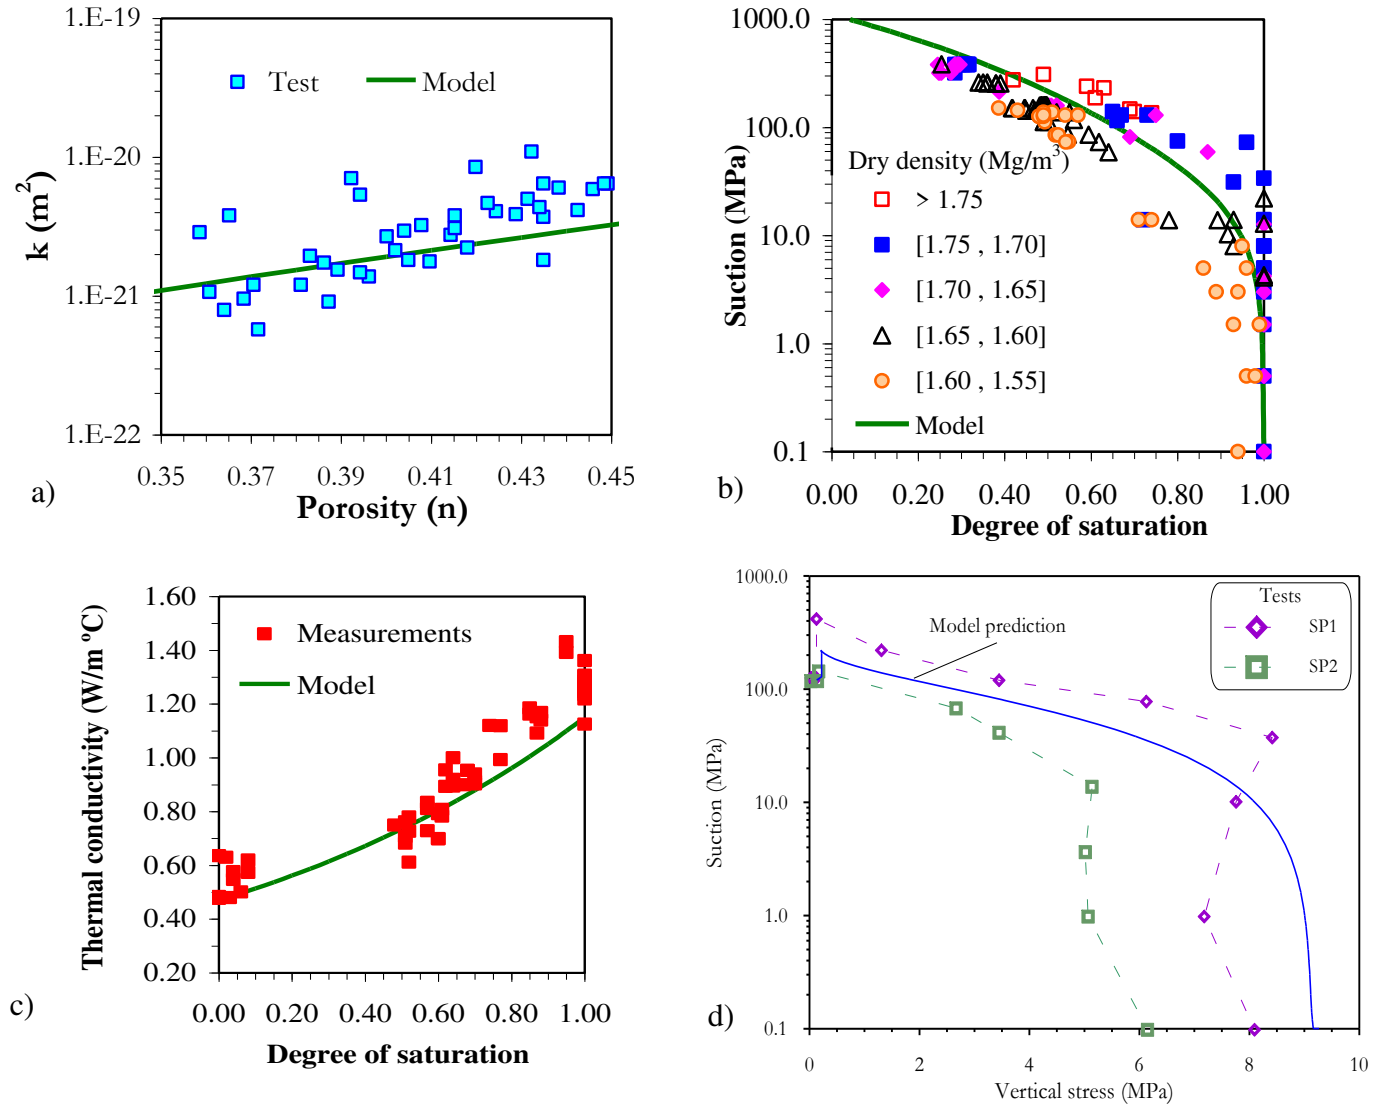 1.E-19
1.E-20
1.E-21
1.E-22
k (m2)
Test
Model
0.35
0.37
0.39
0.41
0.43
0.45
Porosity (n)
a)
1000.0
100.0
10.0
1.0
0.1
Suction (MPa)
Dry density (Mg/m3)
> 1.75
[1.75 , 1.70]
[1.70 , 1.65]
[1.65 , 1.60]
[1.60 , 1.55]
Model
0.00
0.20
0.40
0.60
0.80
1.00
Degree of saturation
b)
1.60
1.40
1.20
1.00
0.80
0.60
0.40
0.20
Thermal conductivity (W/m ºC)
Measurements
Model
0.00
0.20
0.40
0.60
0.80
1.00
Degree of saturation
c)
1000.0
100.0
10.0
1.0
0.1
Suction (MPa)
Model prediction
Tests
SP1
SP2
0
2
4
6
8
10
Vertical stress (MPa)
d)